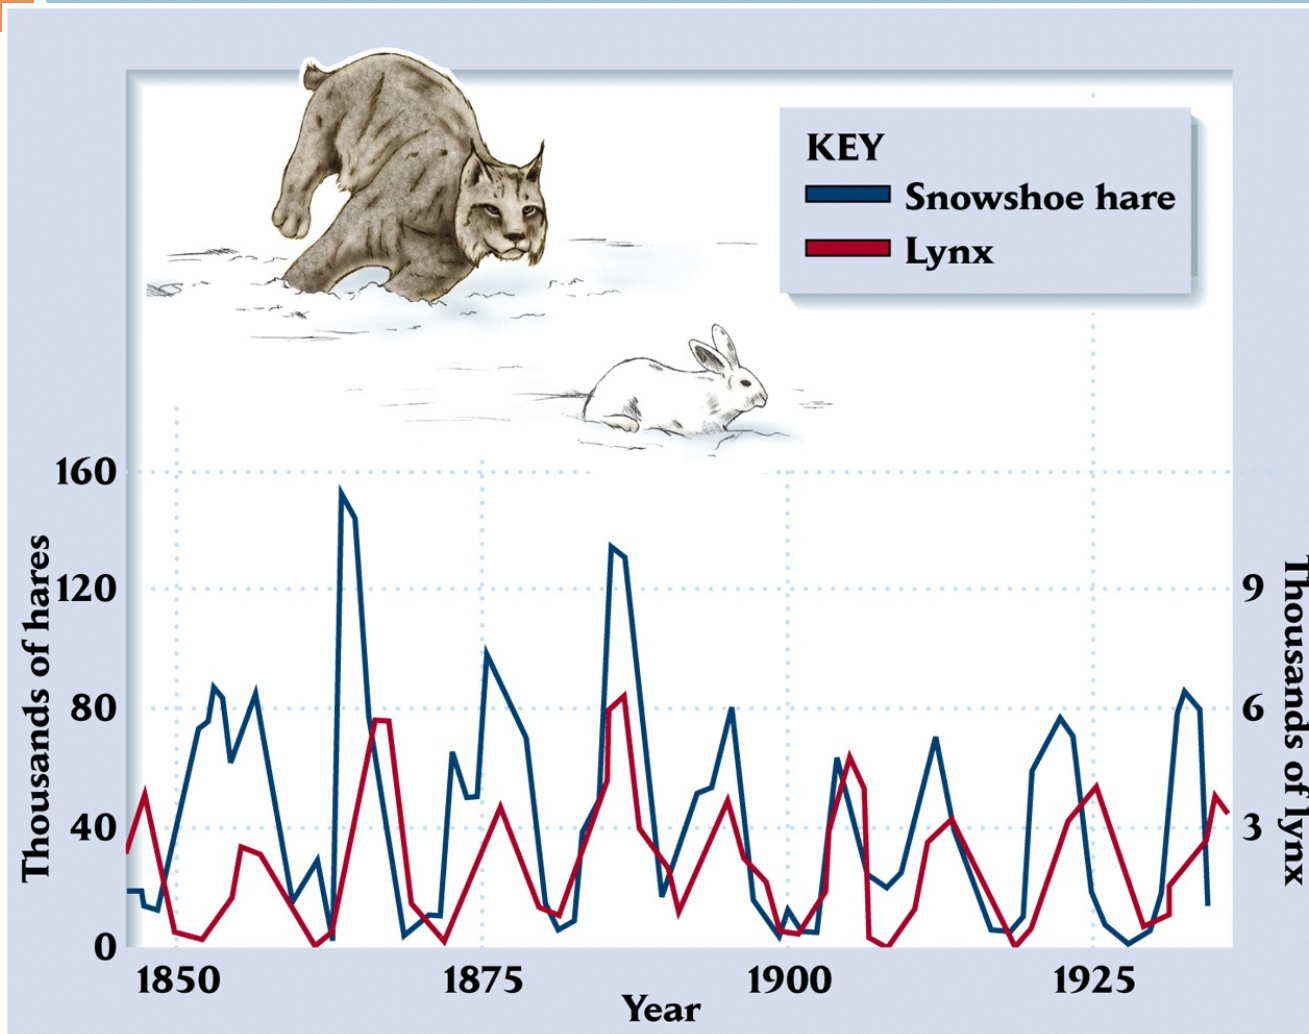 KEY
Snowshoe hare
Lynx
160
120
80
40
0
Thousands of hares
9
6
3
Thousands of lynx
1850
1875
1900
1925
Year